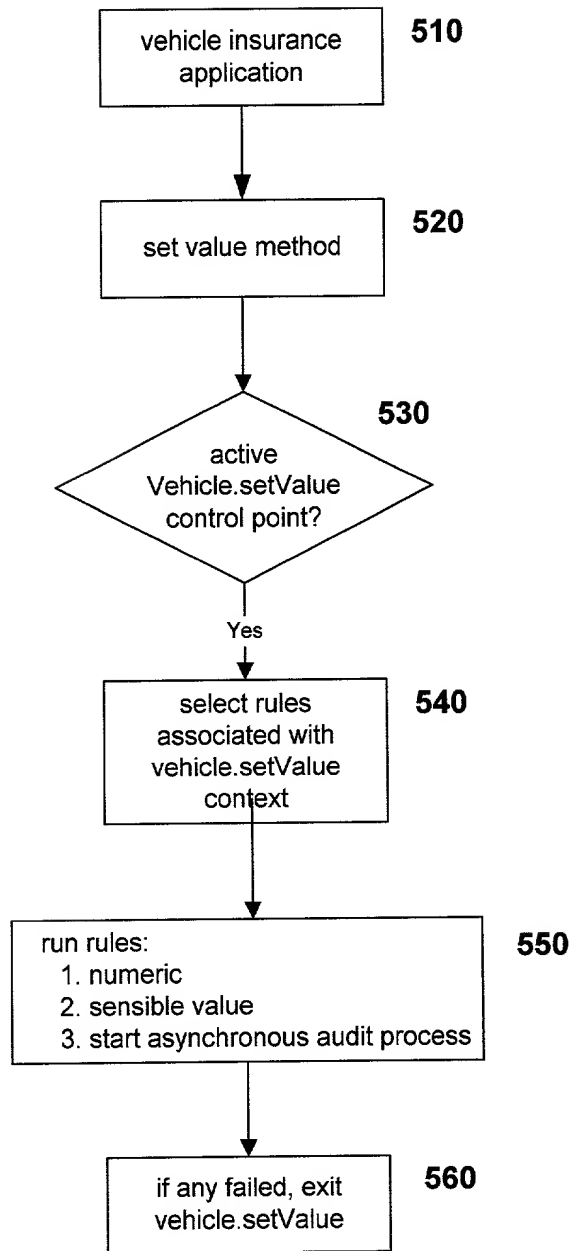 vehicle insurance
application
510
set value method
520
530
active
Vehicle.setValue
control point?
Yes
select rules
associated with
vehicle.setValue
context
540
run rules:
1. numeric
2. sensible value
3. start asynchronous audit process
550
if any failed, exit
vehicle.setValue
560